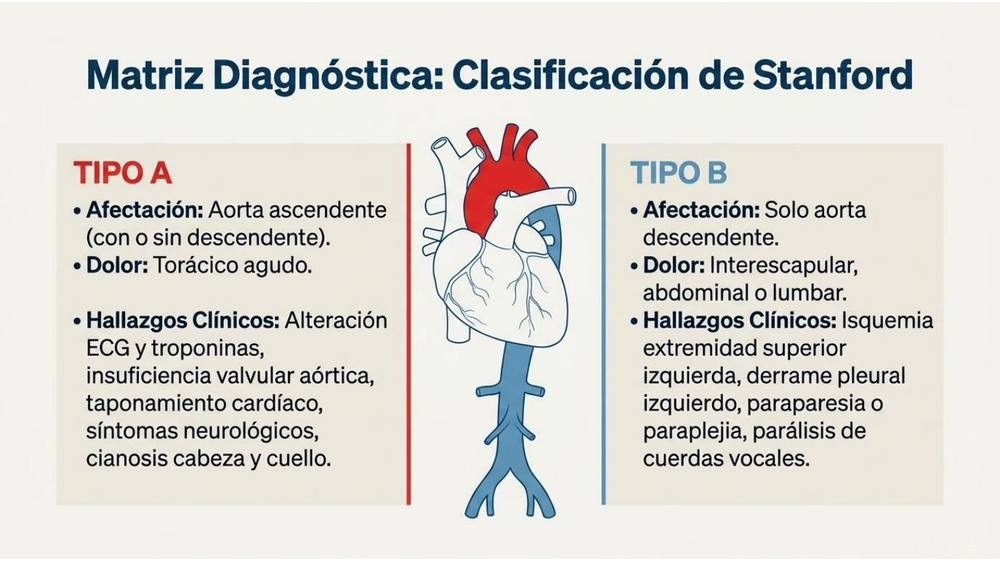 Matriz Diagnóstica: Clasificación de Stanford
TIPO A
• Afectación: Aorta ascendente
(con o sin descendente).
• Dolor: Torácico agudo.
• Hallazgos Clínicos: Alteración
ECG y troponinas,
insuficiencia valvular aórtica,
taponamiento cardíaco,
síntomas neurológicos,
cianosis cabeza y cuello.
TIPO B
• Afectación: Solo aorta
descendente.
• Dolor: Interescapular,
abdominal o lumbar.
• Hallazgos Clínicos: Isquemia
extremidad superior
izquierda, derrame pleural
izquierdo, paraparesia o
paraplejia, parálisis de
cuerdas vocales.